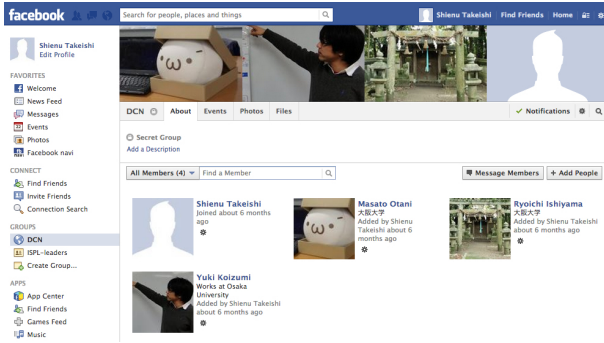 facebook
Search for people, places and things
Shienu Takeishi
Find Friends
Home
Shienu Takeishi
Edit Profile
FAVORITES
Welcome
News Feed
Messages
Events
Photos
Facebook navi
CONNECT
Find Friends
Invite Friends
Connection Search
GROUPS
DCN
ISPL-leaders
Create Group...
APPS
App Center
Find Friends
Games Feed
Music
DCN
About
Events
Photos
Files
✓ Notifications
Secret Group
Add a Description
All Members (4)
Find a Member
Message Members
+ Add People
Shienu Takeishi
Joined about 6 months
ago
Masato Otani
大阪大学
Added by Shienu
Takeishi about 6
months ago
Ryoichi Ishiyama
大阪大学
Added by Shienu Takeishi
about 6 months ago
Yuki Koizumi
Works at Osaka
University
Added by Shienu Takeishi
about 6 months ago